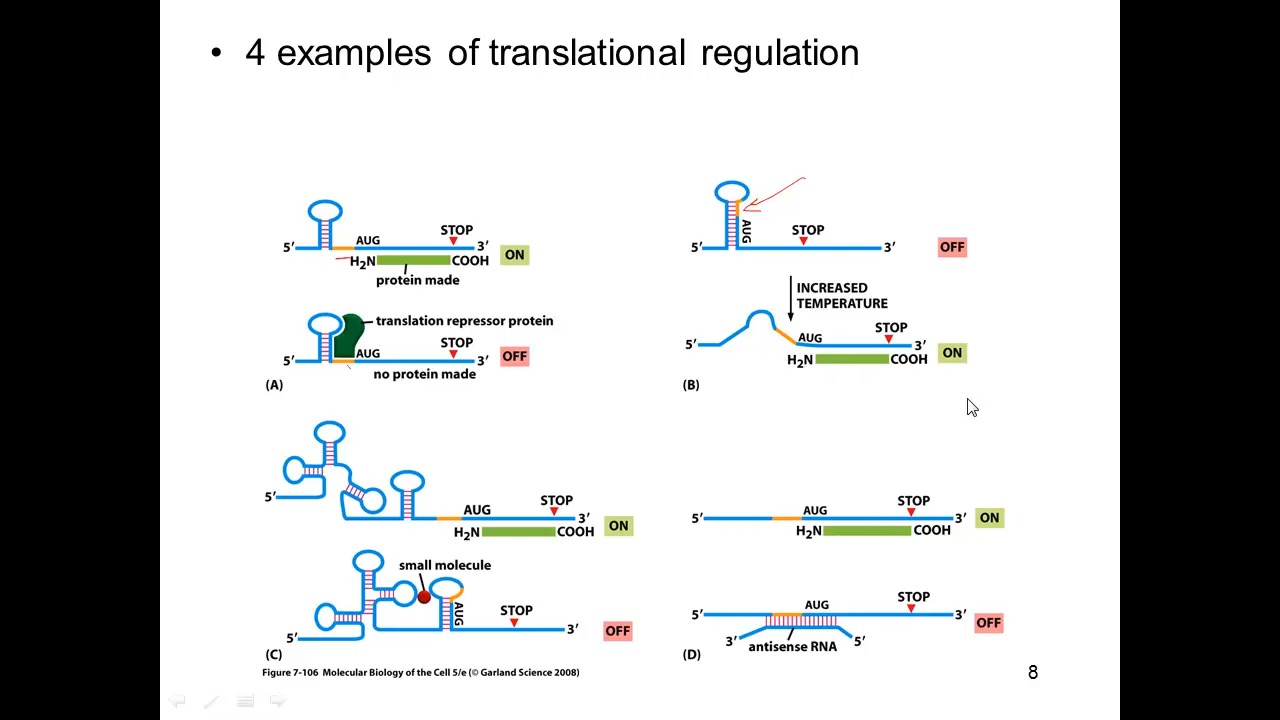 • 4 examples of translational regulation
5′ AUG STOP 3′
H2N COOH ON
protein made
translation repressor protein
5′ AUG STOP 3′ OFF
no protein made
(A)
AUG
5′ STOP 3′ OFF
INCREASED
TEMPERATURE
5′ AUG STOP 3′
H2N COOH ON
(B)
5′ AUG STOP 3′
H2N COOH ON
small molecule
AUG STOP
5′ 3′ OFF
(C)
5′ AUG STOP 3′ ON
H2N COOH
5′ AUG STOP 3′ OFF
3′ antisense RNA 5′
(D)
Figure 7-106 Molecular Biology of the Cell 5/e (© Garland Science 2008)
8